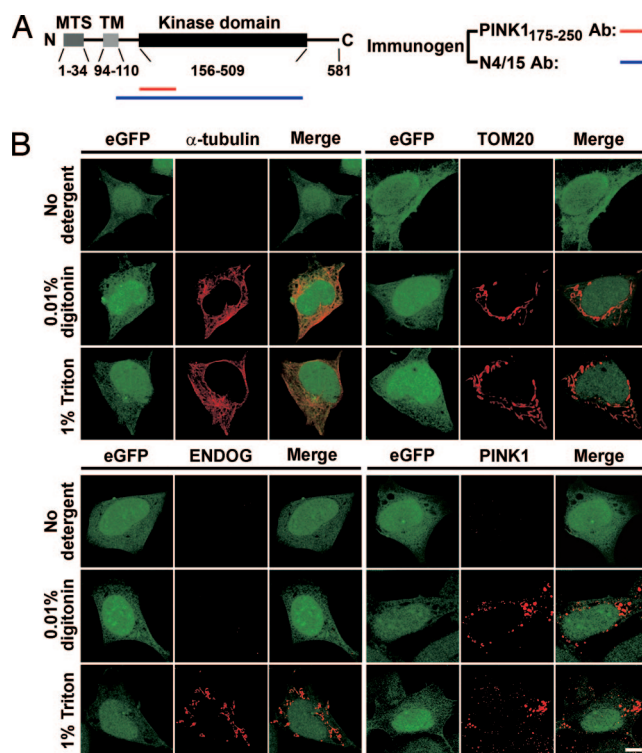 A
MTS TM Kinase domain
N C
1-34 94-110 156-509 581
Immunogen
PINK1175-250 Ab:
N4/15 Ab:
B
eGFP α-tubulin Merge eGFP TOM20 Merge
No detergent
0.01% digitonin
1% Triton
eGFP ENDOG Merge eGFP PINK1 Merge
No detergent
0.01% digitonin
1% Triton